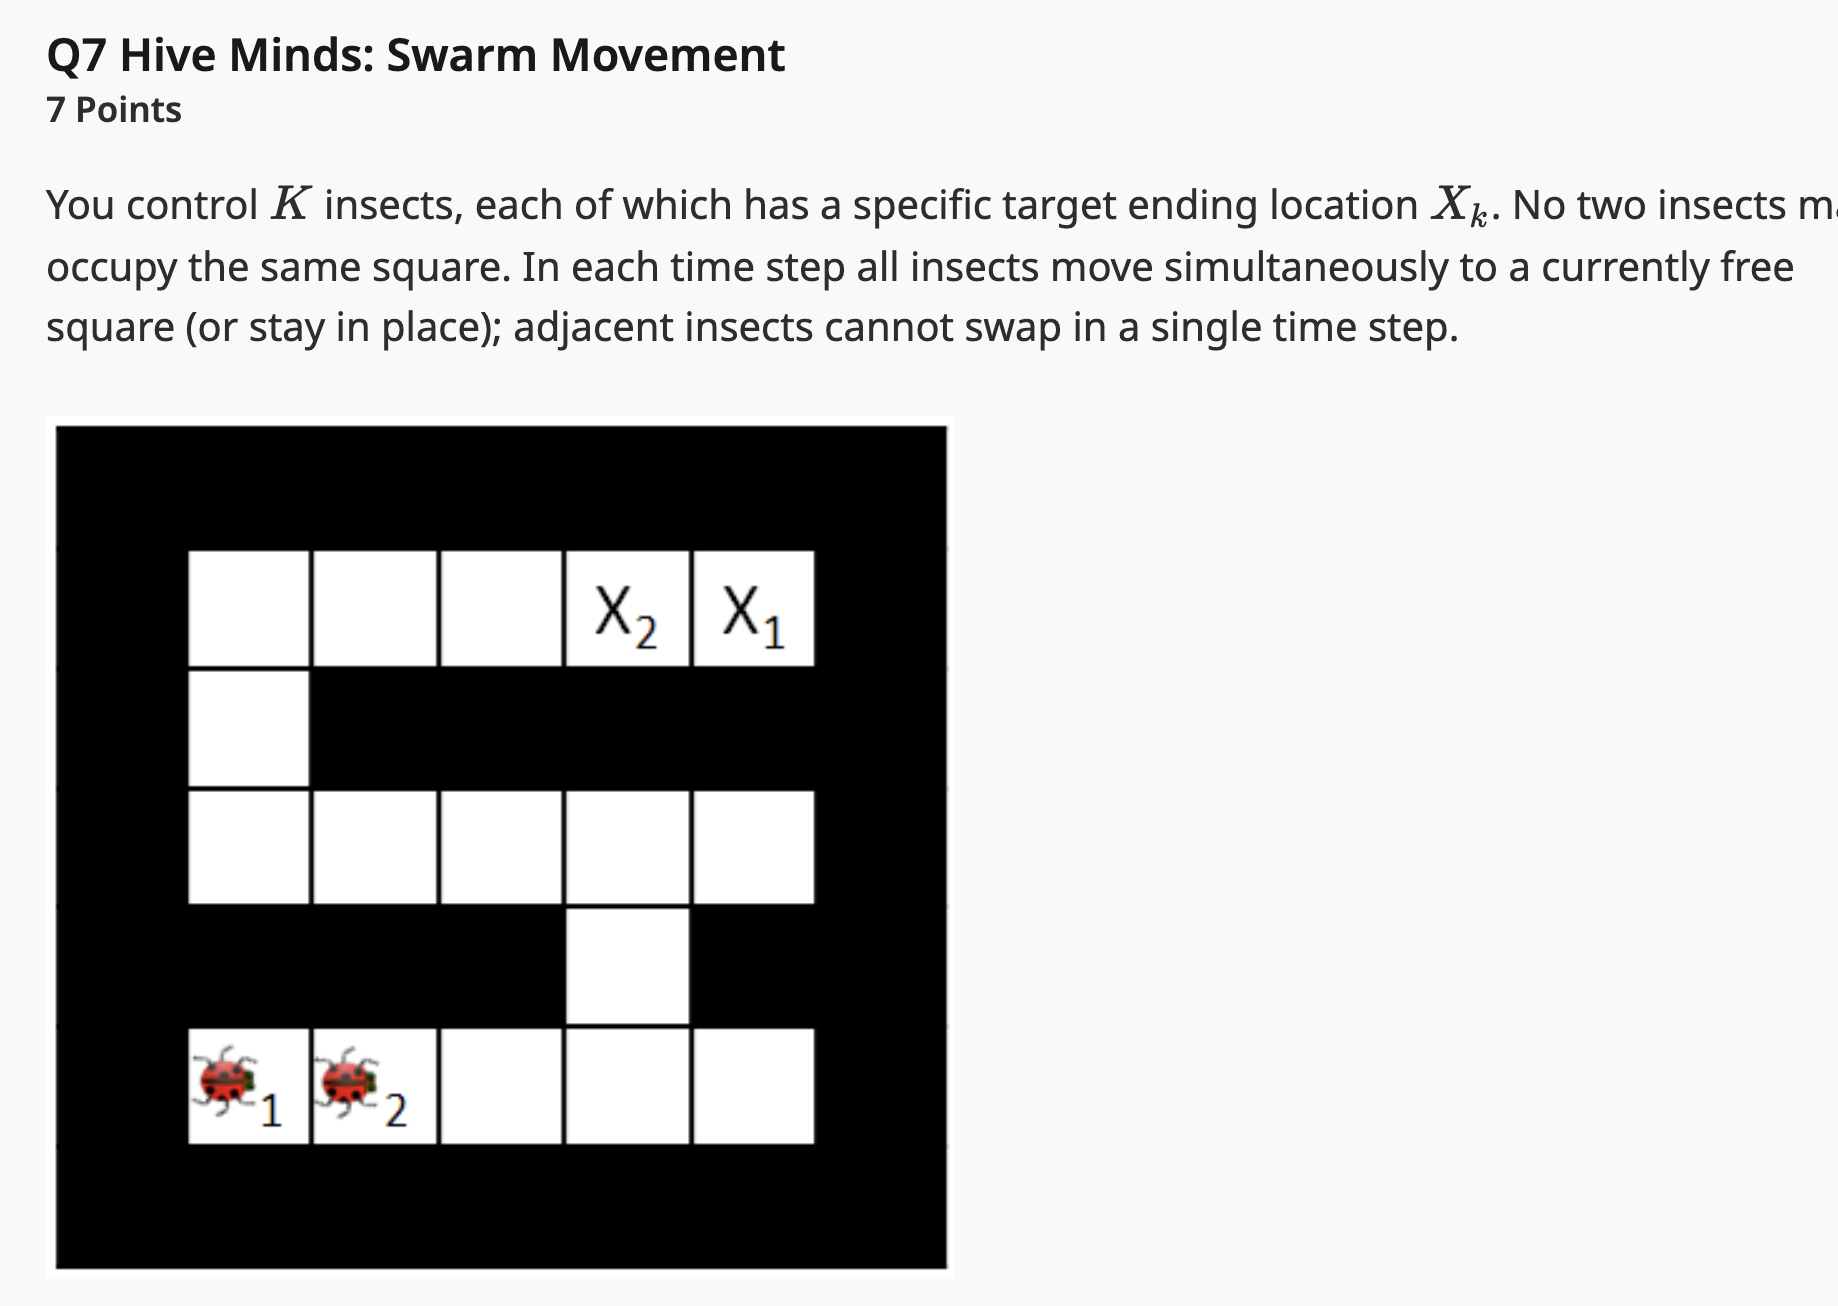 Q7 Hive Minds: Swarm Movement
7 Points
You control K insects, each of which has a specific target ending location Xₖ. No two insects
occupy the same square. In each time step all insects move simultaneously to a currently free
square (or stay in place); adjacent insects cannot swap in a single time step.
X₂ X₁
1 2